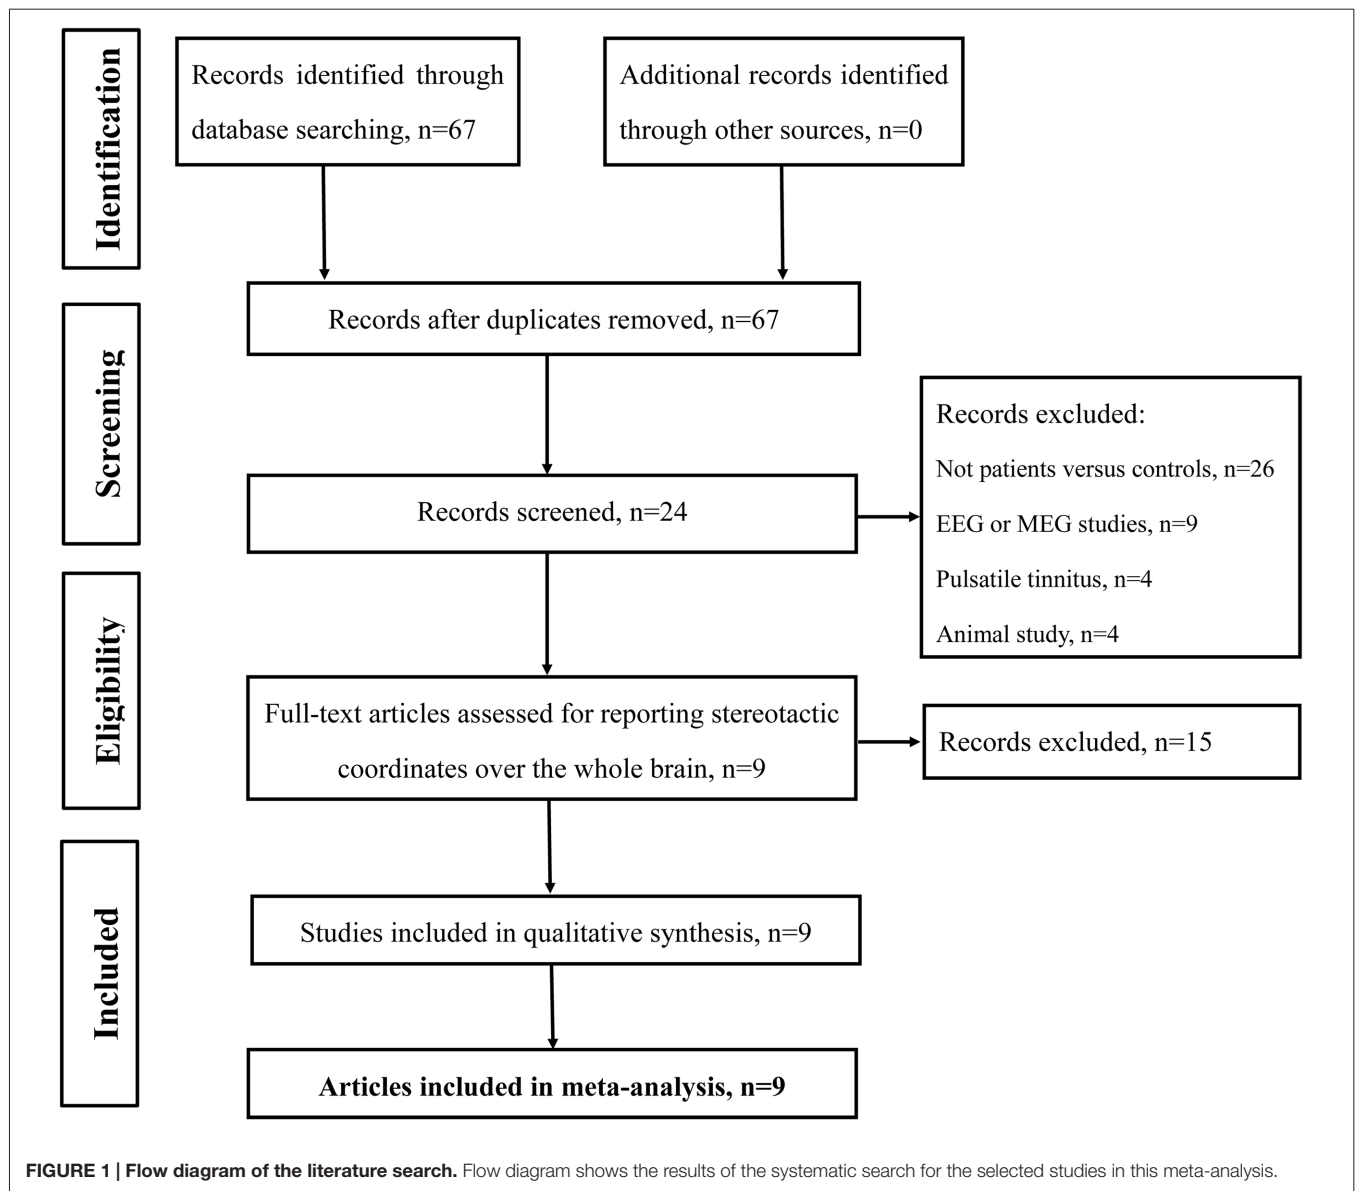 Identification
Records identified through
database searching, n=67
Additional records identified
through other sources, n=0
Records after duplicates removed, n=67
Screening
Records screened, n=24
Records excluded:
Not patients versus controls, n=26
EEG or MEG studies, n=9
Pulsatile tinnitus, n=4
Animal study, n=4
Eligibility
Full-text articles assessed for reporting stereotactic
coordinates over the whole brain, n=9
Records excluded, n=15
Included
Studies included in qualitative synthesis, n=9
Articles included in meta-analysis, n=9
FIGURE 1 | Flow diagram of the literature search. Flow diagram shows the results of the systematic search for the selected studies in this meta-analysis.